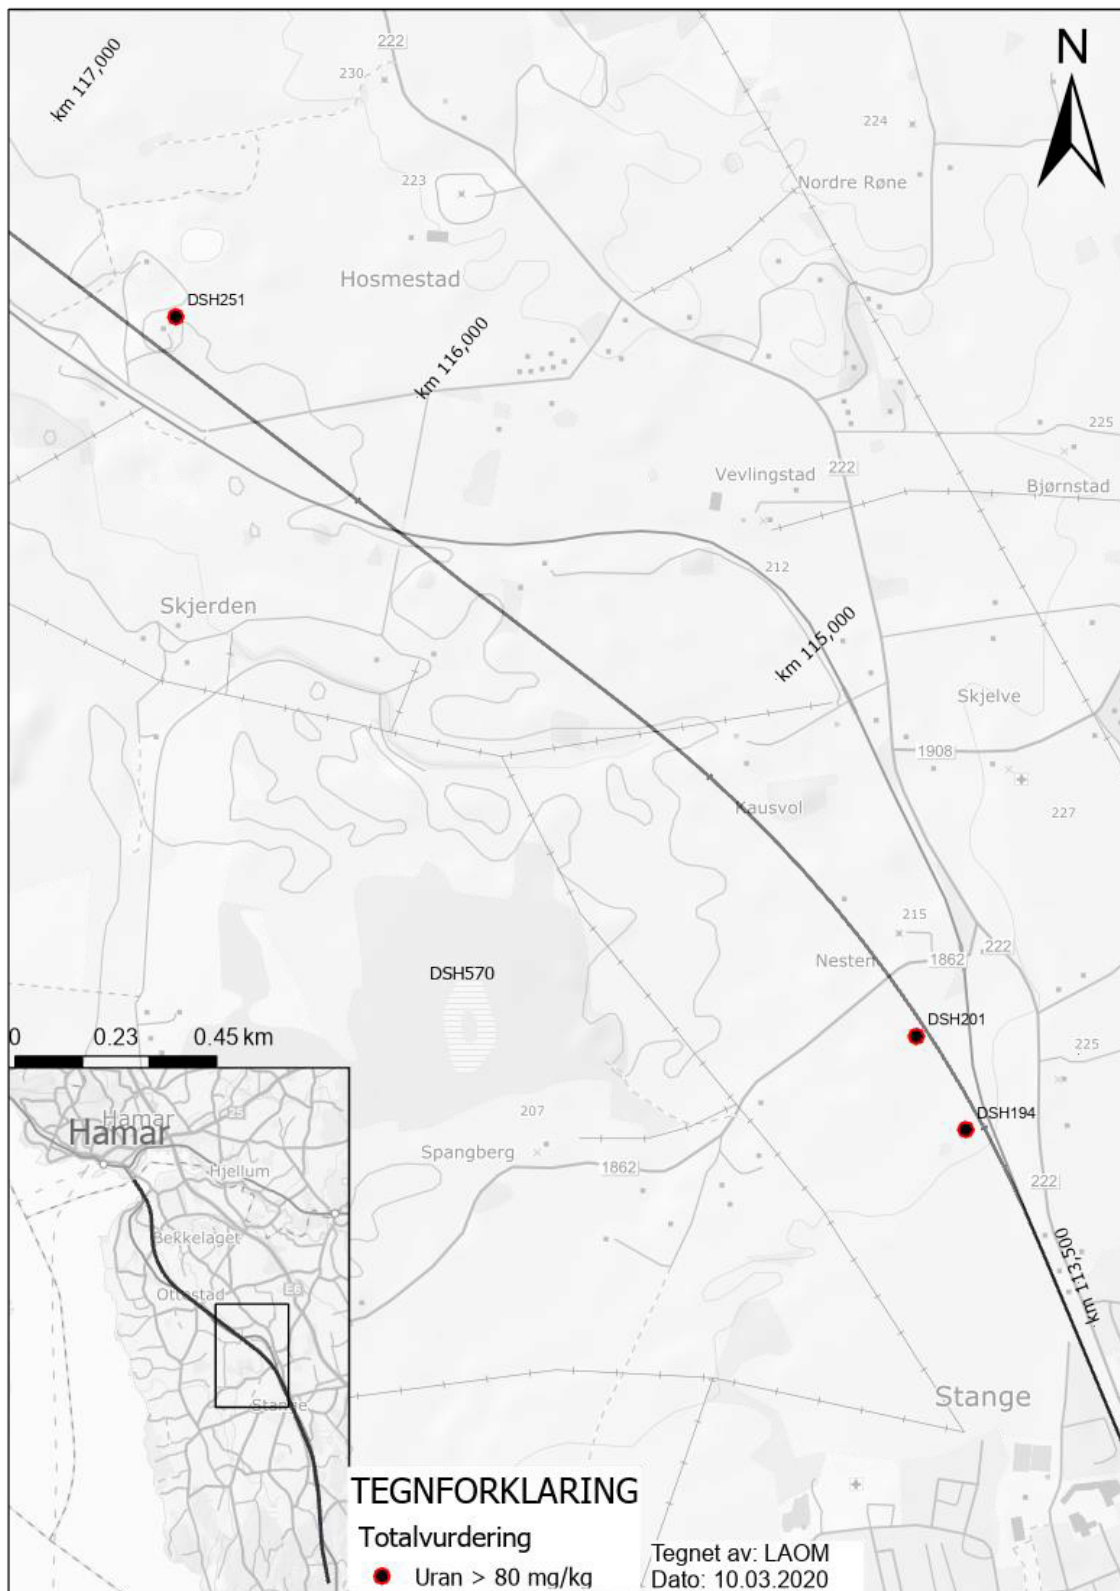 N
km 117,000
222
230
224
223
Nordre Røne
Hosmestad
DSH251
km 116,000
225
Vevlingstad
222
Bjørnstad
212
Skjerden
km 115,000
Skjelve
1908
Kausvol
227
215
222
Nesten
1862
DSH570
DSH201
0 0.23 0.45 km
225
207
DSH194
Spangberg
1862
222
km 113,500
Hamar
Hamar
25
Hjellum
Bekkelaget
Ottestad
E6
Stange
Stange
TEGNFORKLARING
Totalvurdering
Uran > 80 mg/kg
Tegnet av: LAOM
Dato: 10.03.2020